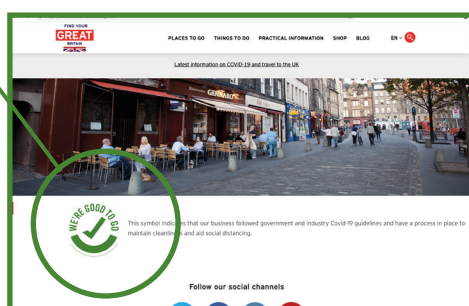 FIND YOUR
GREAT
BRITAIN
PLACES TO GO THINGS TO DO PRACTICAL INFORMATION SHOP BLOG EN
Latest information on COVID-19 and travel to the UK
WE'RE GOOD TO GO
This symbol indicates that our business followed government and industry Covid-19 guidelines and have a process in place to
maintain cleanliness and aid social distancing.
Follow our social channels